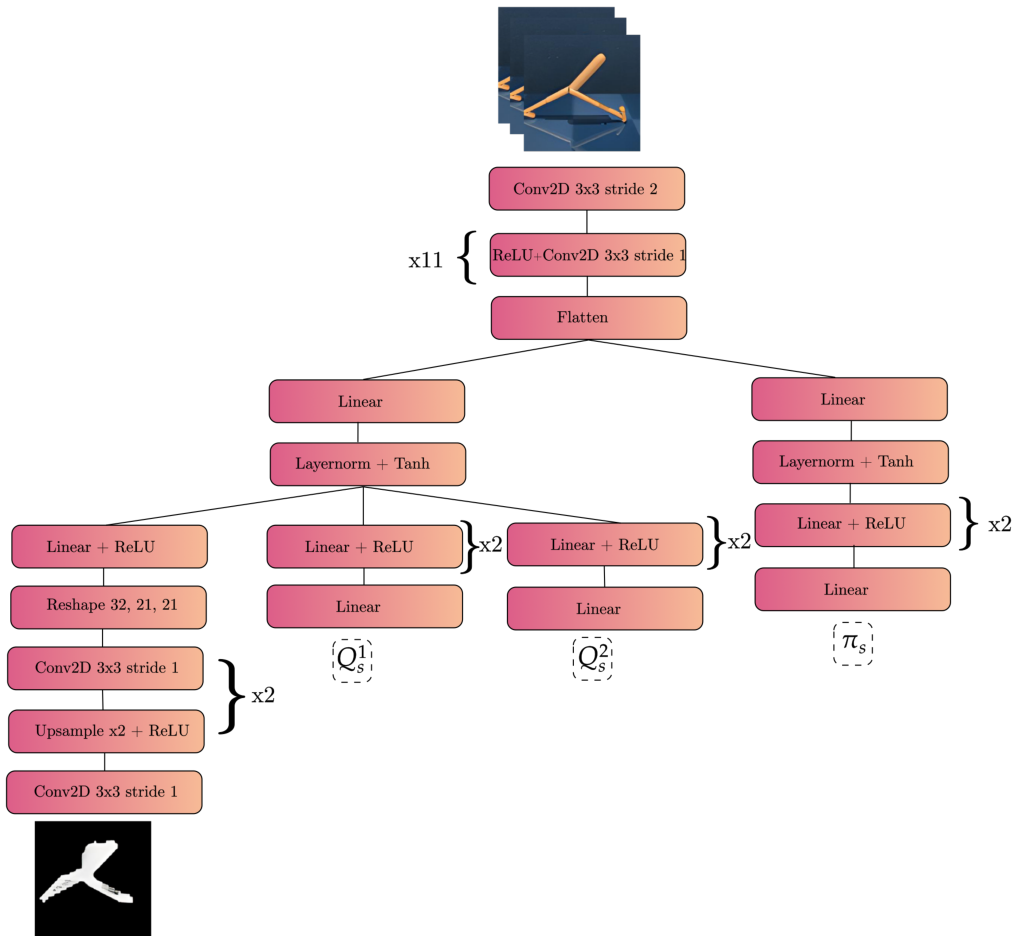 Conv2D 3x3 stride 2
x11
ReLU+Conv2D 3x3 stride 1
Flatten
Linear
Layernorm + Tanh
Linear
Layernorm + Tanh
Linear + ReLU
x2
Linear
π_s
Linear + ReLU
Reshape 32, 21, 21
Conv2D 3x3 stride 1
Upsample x2 + ReLU
x2
Conv2D 3x3 stride 1
Linear + ReLU
x2
Linear
Q_s^1
Linear + ReLU
x2
Linear
Q_s^2